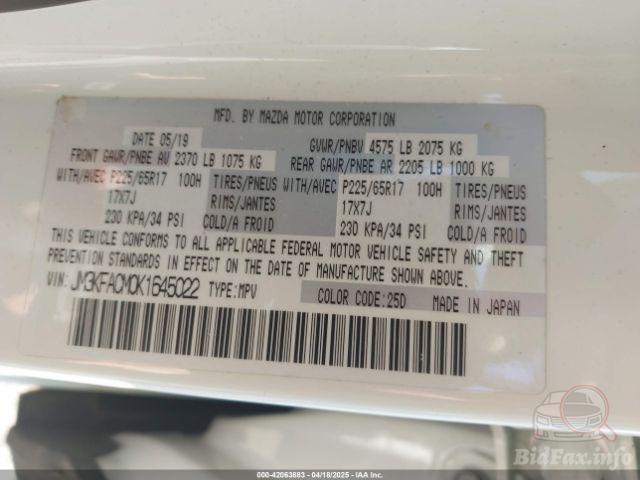 MFD. BY MAZDA MOTOR CORPORATION
DATE 05/19 GVWR/PNBV 4575 LB 2075 KG
FRONT GAWR/PNBE AV 2370 LB 1075 KG REAR GAWR/PNBE AR 2205 LB 1000 KG
WITH/AVEC P225/65R17 100H TIRES/PNEUS WITH/AVEC P225/65R17 100H TIRES/PNEUS
17X7J RIMS/JANTES 17X7J RIMS/JANTES
230 KPA/34 PSI COLD/A FROID 230 KPA/34 PSI COLD/A FROID
THIS VEHICLE CONFORMS TO ALL APPLICABLE FEDERAL MOTOR VEHICLE SAFETY AND THEFT
PREVENTION STANDARDS IN EFFECT ON THE DATE OF MANUFACTURE SHOWN ABOVE.
VIN: JM3KFACM0K1645022 TYPE:MPV COLOR CODE:25D MADE IN JAPAN
BidFax.info
000-42063883 - 04/18/2025 - IAA Inc.